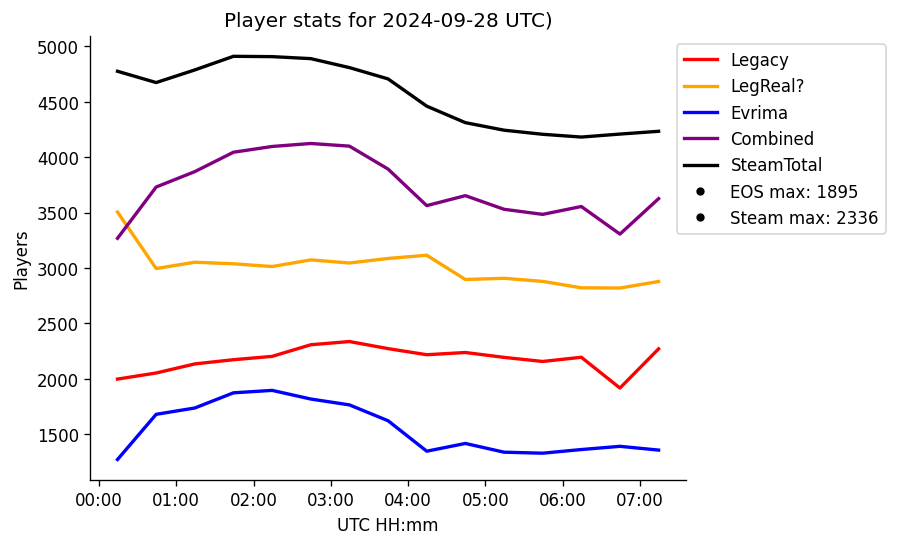 Player stats for 2024-09-28 UTC)
5000
4500
4000
3500
3000
2500
2000
1500
Players
00:00 01:00 02:00 03:00 04:00 05:00 06:00 07:00
UTC HH:mm
Legacy
LegReal?
Evrima
Combined
SteamTotal
EOS max: 1895
Steam max: 2336